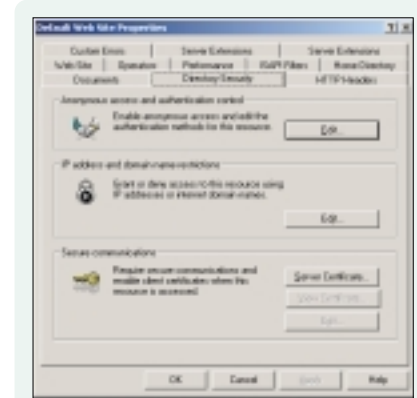 Default Web Site Properties
Custom Errors Server Extensions Server Extensions
Web Site Operators Performance ISAPI Filters Home Directory
Documents Directory Security HTTP Headers
Anonymous access and authentication control
Enable anonymous access and edit the
authentication methods for this resource.
Edit...
IP address and domain name restrictions
Grant or deny access to this resource using
IP addresses or internet domain names.
Edit...
Secure communications
Require secure communications and
enable client certificates when this
resource is accessed.
Server Certificate...
View Certificate...
Edit...
OK Cancel Apply Help